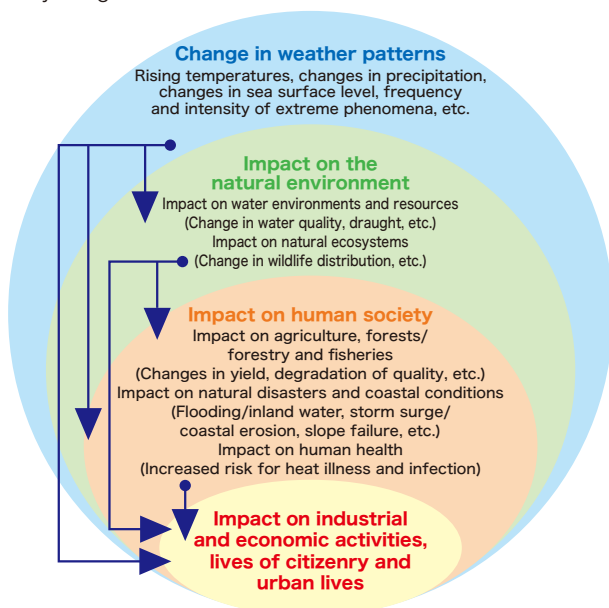 Change in weather patterns
Rising temperatures, changes in precipitation,
changes in sea surface level, frequency
and intensity of extreme phenomena, etc.
Impact on the
natural environment
Impact on water environments and resources
(Change in water quality, draught, etc.)
Impact on natural ecosystems
(Change in wildlife distribution, etc.)
Impact on human society
Impact on agriculture, forests/
forestry and fisheries
(Changes in yield, degradation of quality, etc.)
Impact on natural disasters and coastal conditions
(Flooding/inland water, storm surge/
coastal erosion, slope failure, etc.)
Impact on human health
(Increased risk for heat illness and infection)
Impact on industrial
and economic activities,
lives of citizenry and
urban lives